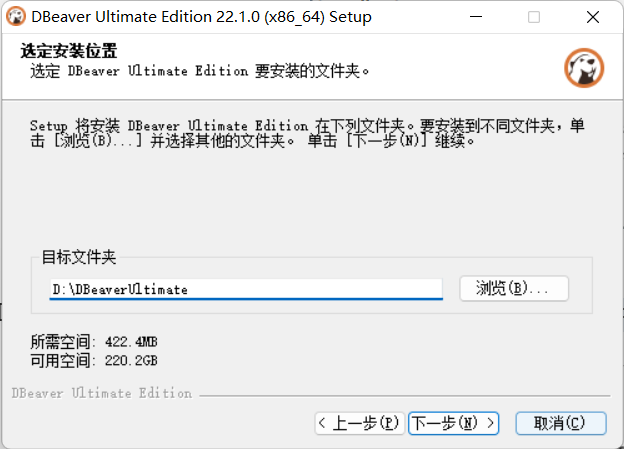 DBeaver Ultimate Edition 22.1.0 (x86_64) Setup
选定安装位置
选定 DBeaver Ultimate Edition 要安装的文件夹。
Setup 将安装 DBeaver Ultimate Edition 在下列文件夹。要安装到不同文件夹，单
击 [浏览(B)...] 并选择其他的文件夹。 单击 [下一步(N)] 继续。
目标文件夹
D:\DBeaverUltimate
浏览(B)...
所需空间: 422.4MB
可用空间: 220.2GB
DBeaver Ultimate Edition
< 上一步(P) 下一步(N) > 取消(C)